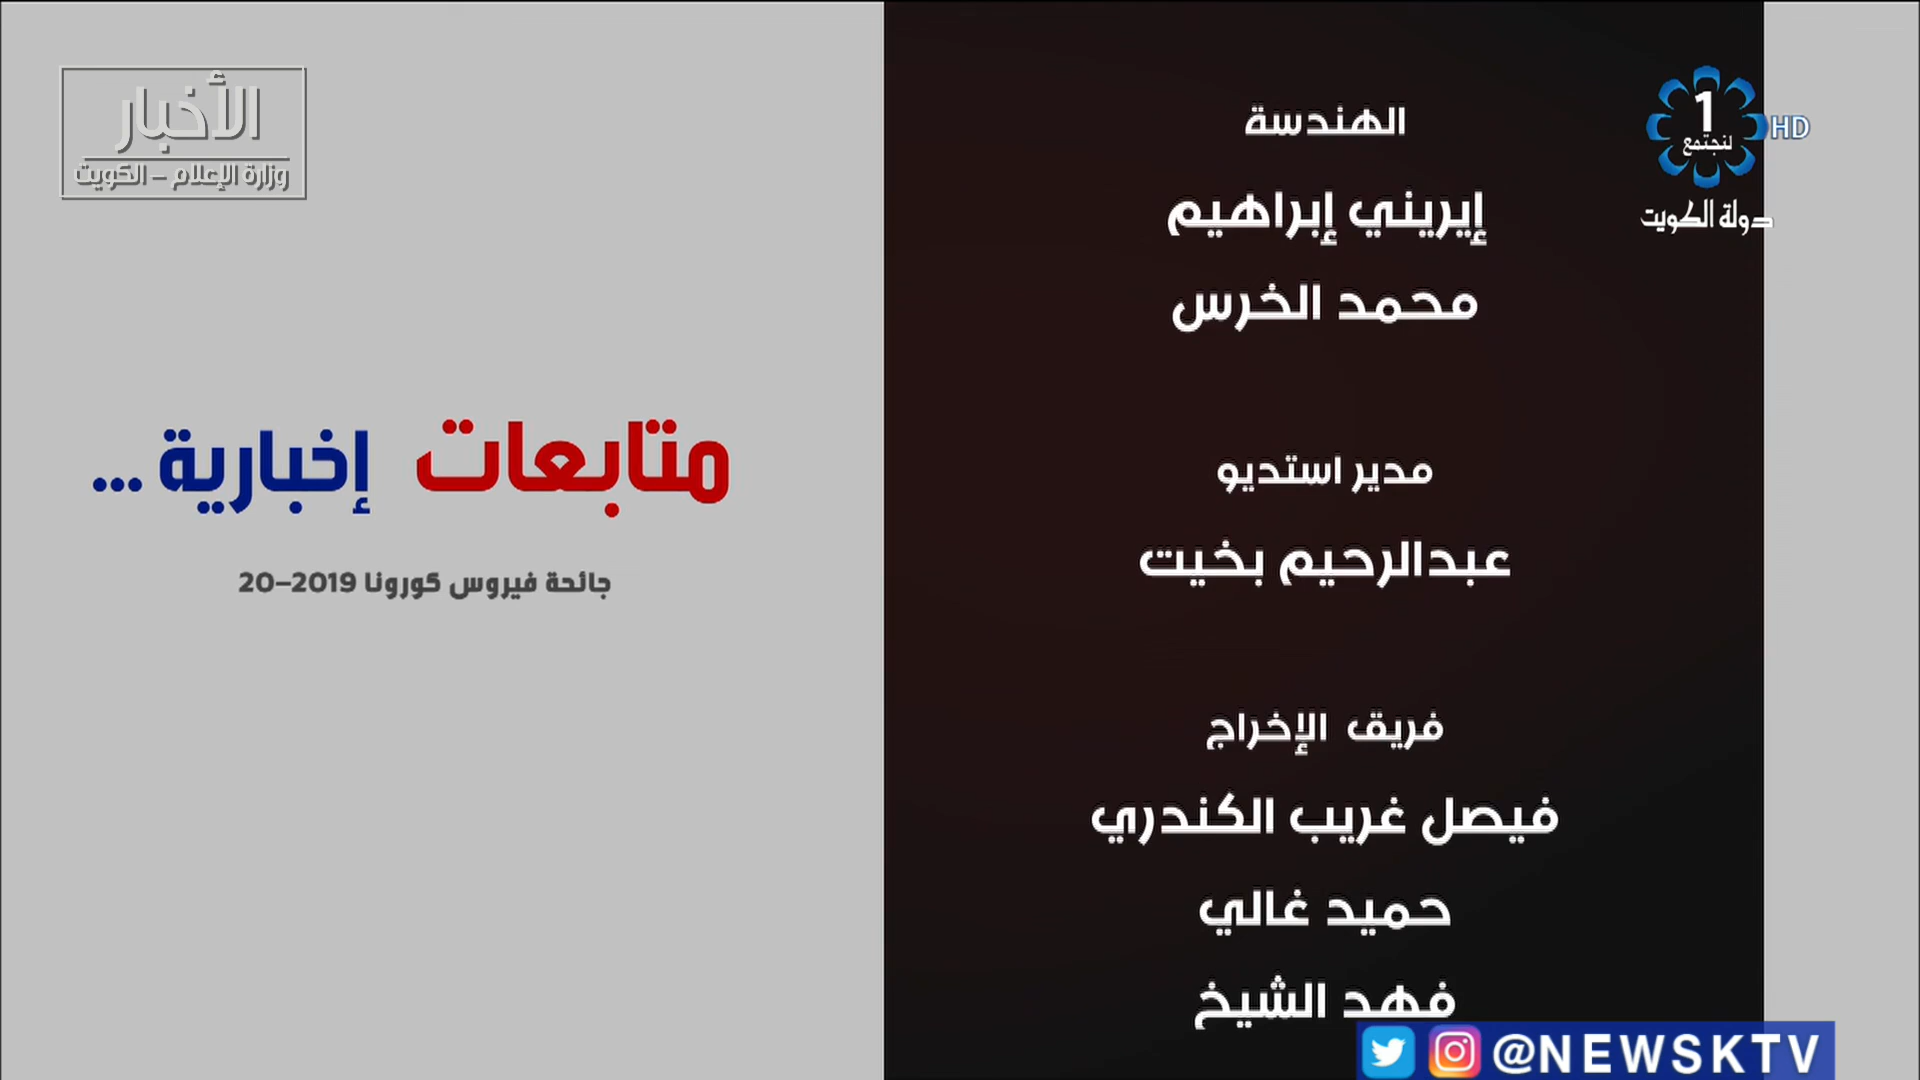 الأخبار
وزارة الإعلام – الكويت
1
لنجتمع
HD
دولة الكويت
الهندسة
إيريني إبراهيم
محمد الخرس
متابعات إخبارية ...
جائحة فيروس كورونا 2019–20
مدير استديو
عبدالرحيم بخيت
فريق الإخراج
فيصل غريب الكندري
حميد غالي
فهد الشيخ
@NEWSKTV